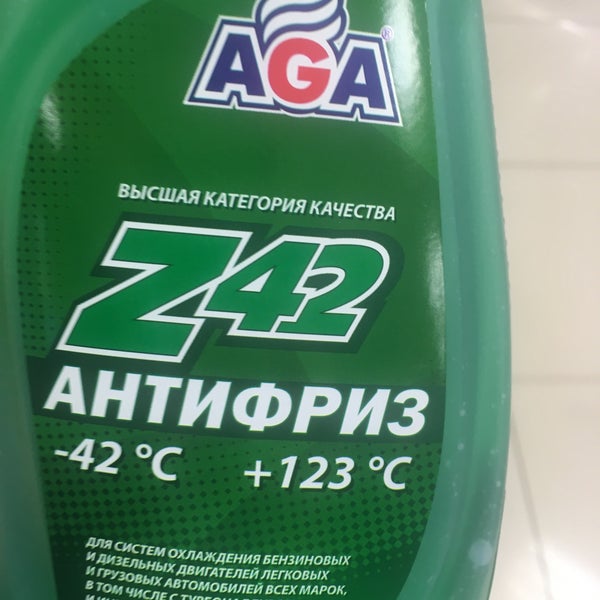 AGA
®
ВЫСШАЯ КАТЕГОРИЯ КАЧЕСТВА
Z42
АНТИФРИЗ
-42 °C +123 °C
ДЛЯ СИСТЕМ ОХЛАЖДЕНИЯ БЕНЗИНОВЫХ
И ДИЗЕЛЬНЫХ ДВИГАТЕЛЕЙ ЛЕГКОВЫХ
И ГРУЗОВЫХ АВТОМОБИЛЕЙ ВСЕХ МАРОК,
В ТОМ ЧИСЛЕ С